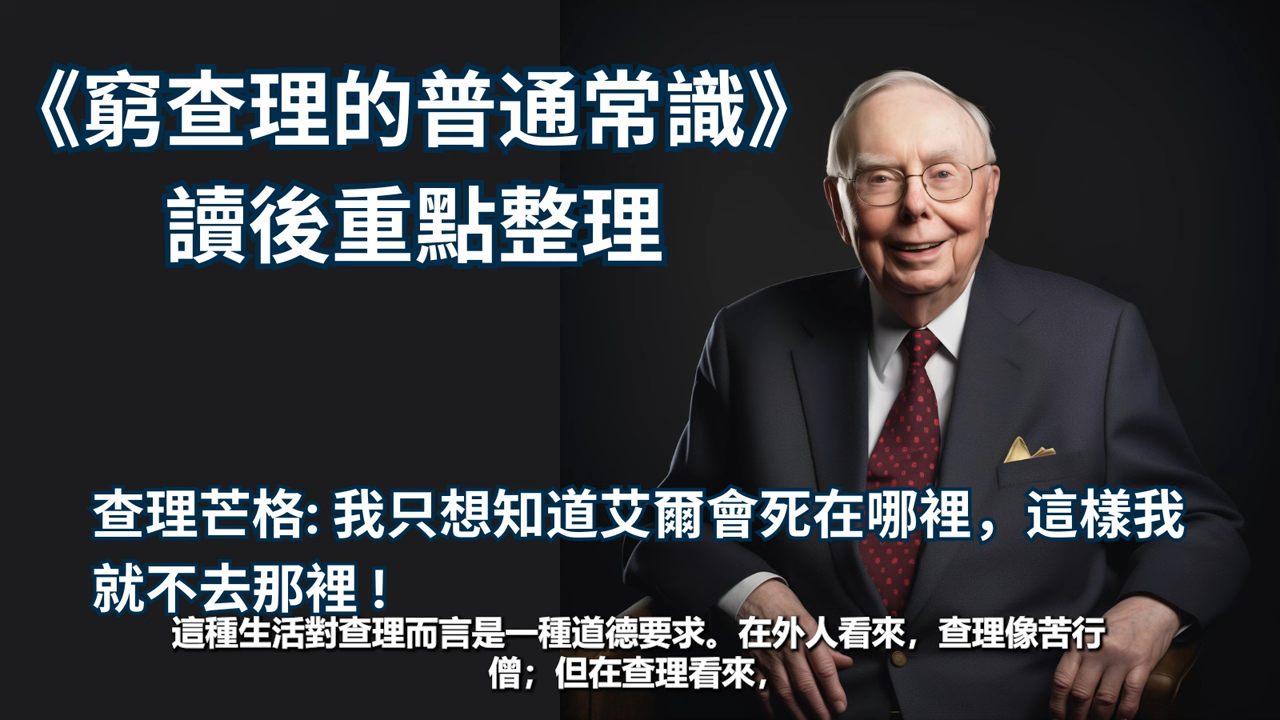 《窮查理的普通常識》
讀後重點整理
查理芒格: 我只想知道艾爾會死在哪裡，這樣我
就不去那裡！
這種生活對查理而言是一種道德要求。在外人看來，查理像苦行
僧；但在查理看來，